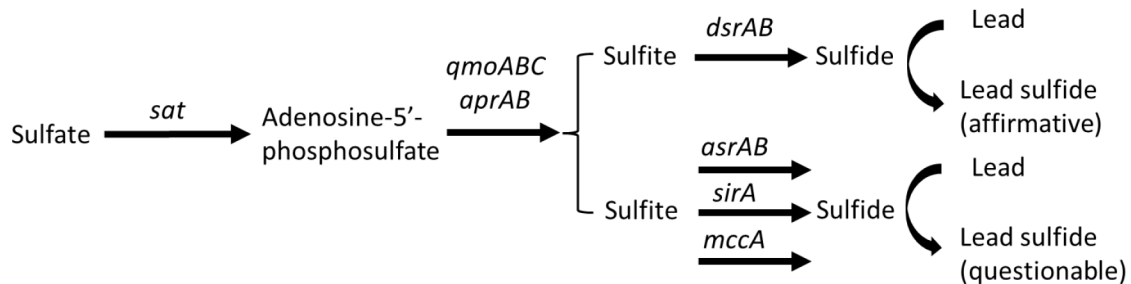 Sulfate
sat
Adenosine-5’-
phosphosulfate
qmoABC
aprAB
Sulfite
dsrAB
Sulfide
Lead
Lead sulfide
(affirmative)
Sulfite
asrAB
sirA
mccA
Sulfide
Lead
Lead sulfide
(questionable)